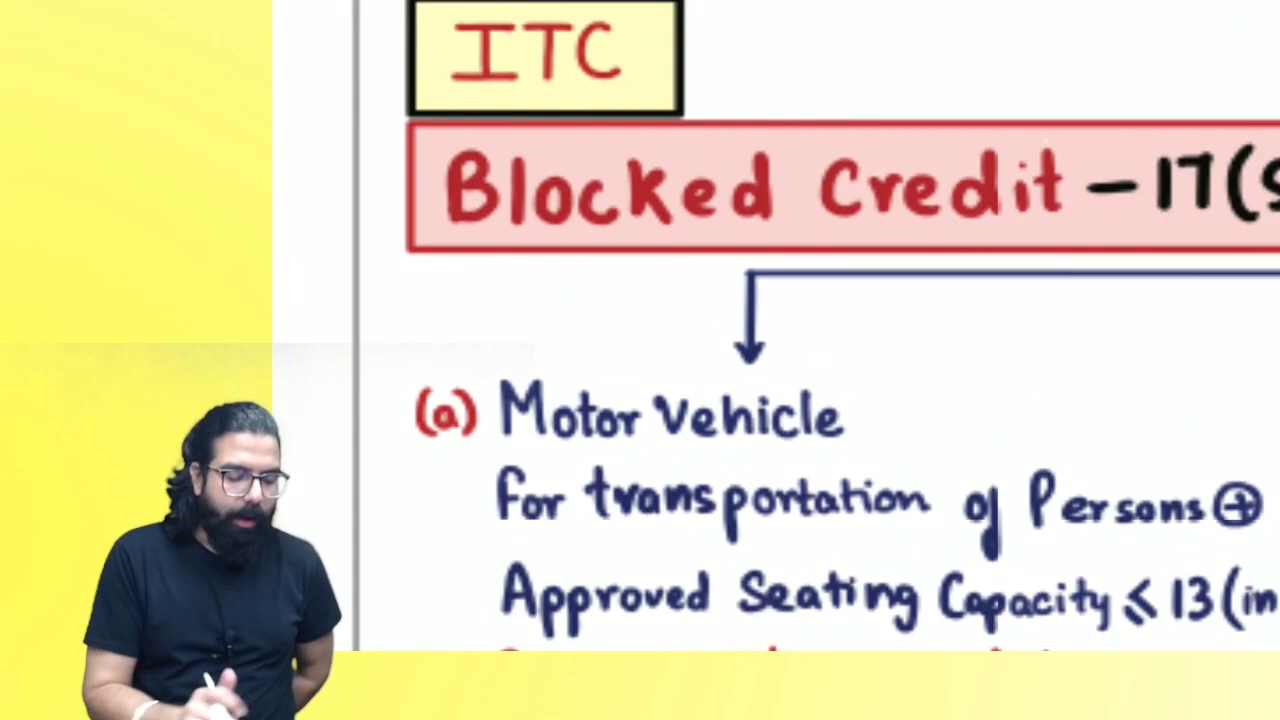 ITC
Blocked Credit – 17(
(a) Motor Vehicle
For transportation of Persons ⊕
Approved Seating Capacity ≤ 13 (in